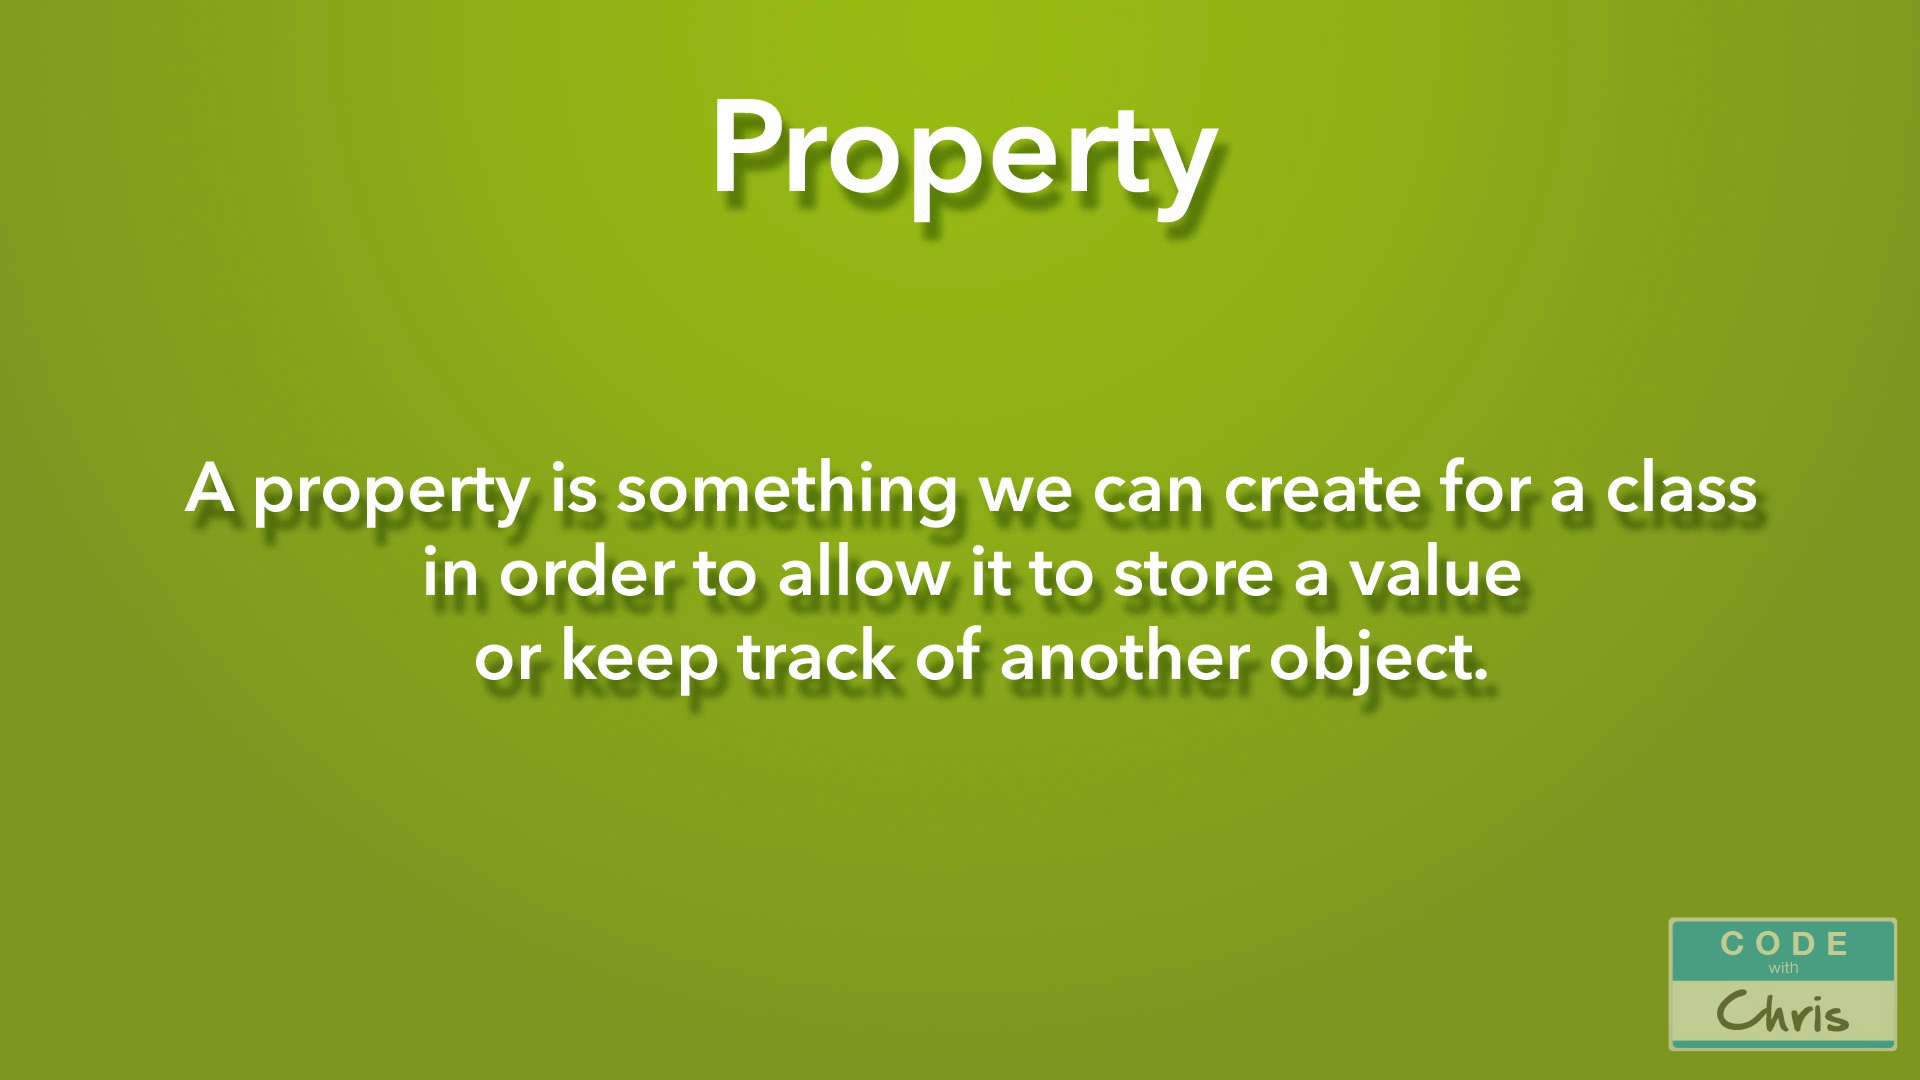 Property
A property is something we can create for a class
in order to allow it to store a value
or keep track of another object.
CODE
with
Chris